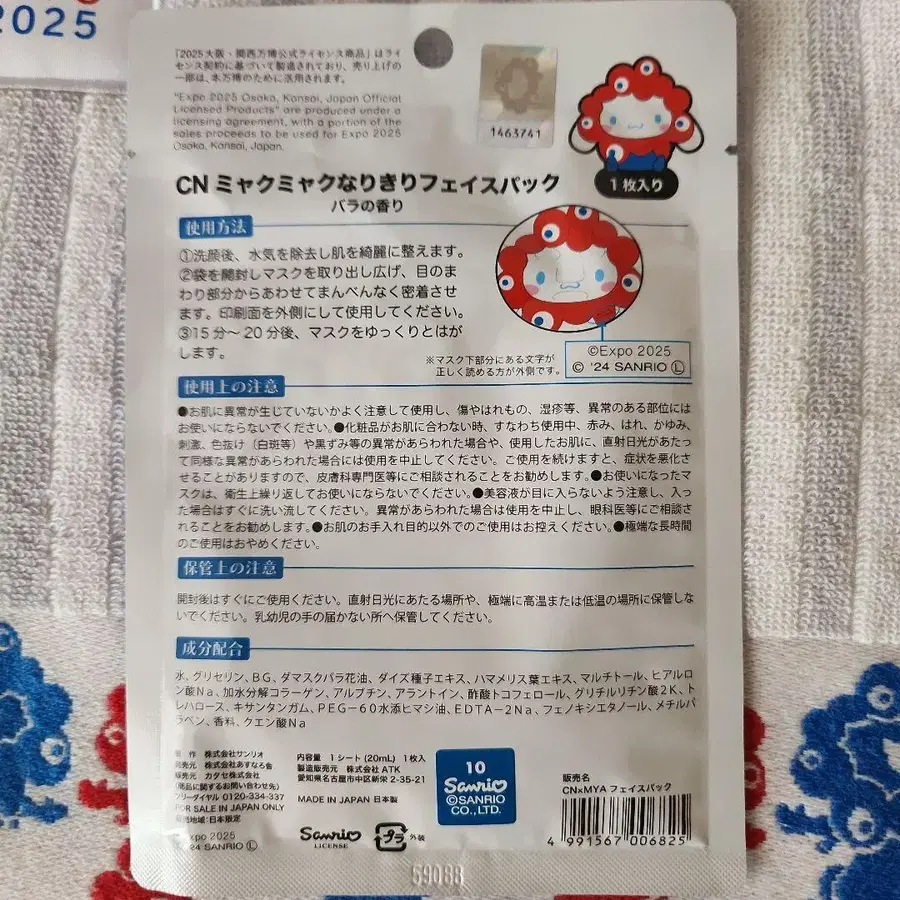 2025
「2025大阪・関西万博公式ライセンス商品」はライ
センス契約に基づいて製造されており、売り上げの
一部は、本万博のために活用されます。
"Expo 2025 Osaka, Kansai, Japan Official
Licensed Products" are produced under a
licensing agreement, with a portion of the
sales proceeds to be used for Expo 2025
Osaka, Kansai, Japan.
1463741
1枚入り
CN ミャクミャクなりきりフェイスパック
バラの香り
使用方法
①洗顔後、水気を除去し肌を綺麗に整えます。
②袋を開封しマスクを取り出し広げ、目のま
わり部分からあわせてまんべんなく密着させ
ます。印刷面を外側にして使用してください。
③15分〜20分後、マスクをゆっくりとはが
します。
※マスク下部分にある文字が
正しく読める方が外側です。
©Expo 2025
© '24 SANRIO Ⓛ
使用上の注意
●お肌に異常が生じていないかよく注意して使用し、傷やはれもの、湿疹等、異常のある部位には
お使いにならないでください。●化粧品がお肌に合わない時、すなわち使用中、赤み、はれ、かゆみ、
刺激、色抜け（白斑等）や黒ずみ等の異常があらわれた場合や、使用したお肌に、直射日光があたっ
て同様な異常があらわれた場合には使用を中止してください。ご使用を続けますと、症状を悪化さ
せることがありますので、皮膚科専門医等にご相談されることをお勧めします。●お使いになったマ
スクは、衛生上繰り返してお使いにならないでください。●美容液が目に入らないよう注意し、入っ
た場合はすぐに洗い流してください。異常があらわれた場合は使用を中止し、眼科医等にご相談さ
れることをお勧めします。●お肌のお手入れ目的以外でのご使用はお控えください。●極端な長時間
のご使用はおやめください。
保管上の注意
開封後はすぐにご使用ください。直射日光にあたる場所や、極端に高温または低温の場所に保管しな
いでください。乳幼児の手の届かない所へ保管してください。
成分配合
水、グリセリン、BG、ダマスクバラ花油、ダイズ種子エキス、ハマメリス葉エキス、マルチトール、ヒアルロ
ン酸Na、加水分解コラーゲン、アルブチン、アラントイン、酢酸トコフェロール、グリチルリチン酸2K、ト
レハロース、キサンタンガム、PEG－60水添ヒマシ油、EDTA－2Na、フェノキシエタノール、メチルパ
ラベン、香料、クエン酸Na
作 株式会社サンリオ
発売元 株式会社あすなろ舎
販売元 カタセ株式会社
(商品に関するお問い合わせ先)
フリーダイヤル 0120-334-337
FOR SALE IN JAPAN ONLY
販売地域:日本限定
Expo 2025
'24 SANRIO Ⓛ
内容量 1シート(20mL) 1枚入
製造販売元 株式会社 ATK
愛知県名古屋市中区新栄 2-35-21
MADE IN JAPAN 日本製
Sanrio
LICENSE
プラ
外装
10
Sanrio
©SANRIO
CO.,LTD.
販売名
CN×MYA フェイスパック
4 991567 006825
59088